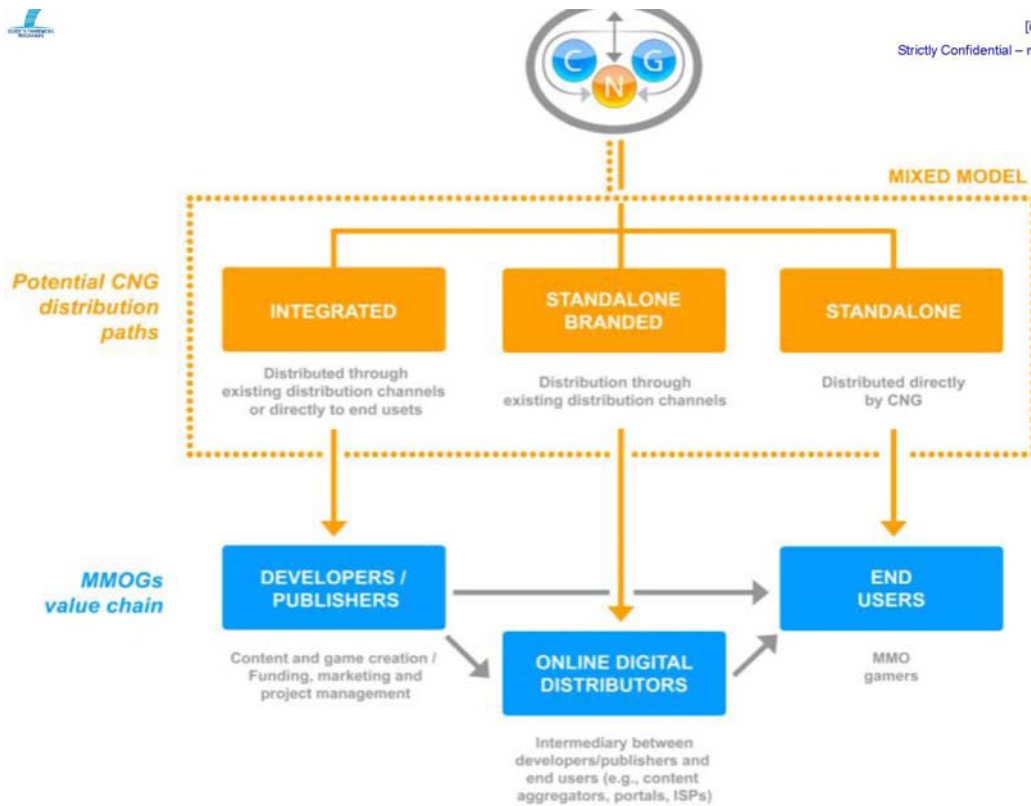 [i
Strictly Confidential – r
C
G
N
MIXED MODEL
Potential CNG
distribution
paths
INTEGRATED
STANDALONE
BRANDED
STANDALONE
Distributed through
existing distribution channels
or directly to end usets
Distribution through
existing distribution channels
Distributed directly
by CNG
MMOGs
value chain
DEVELOPERS /
PUBLISHERS
END
USERS
Content and game creation /
Funding, marketing and
project management
ONLINE DIGITAL
DISTRIBUTORS
MMO
gamers
Intermediary between
developers/publishers and
end users (e.g., content
aggregators, portals, ISPs)